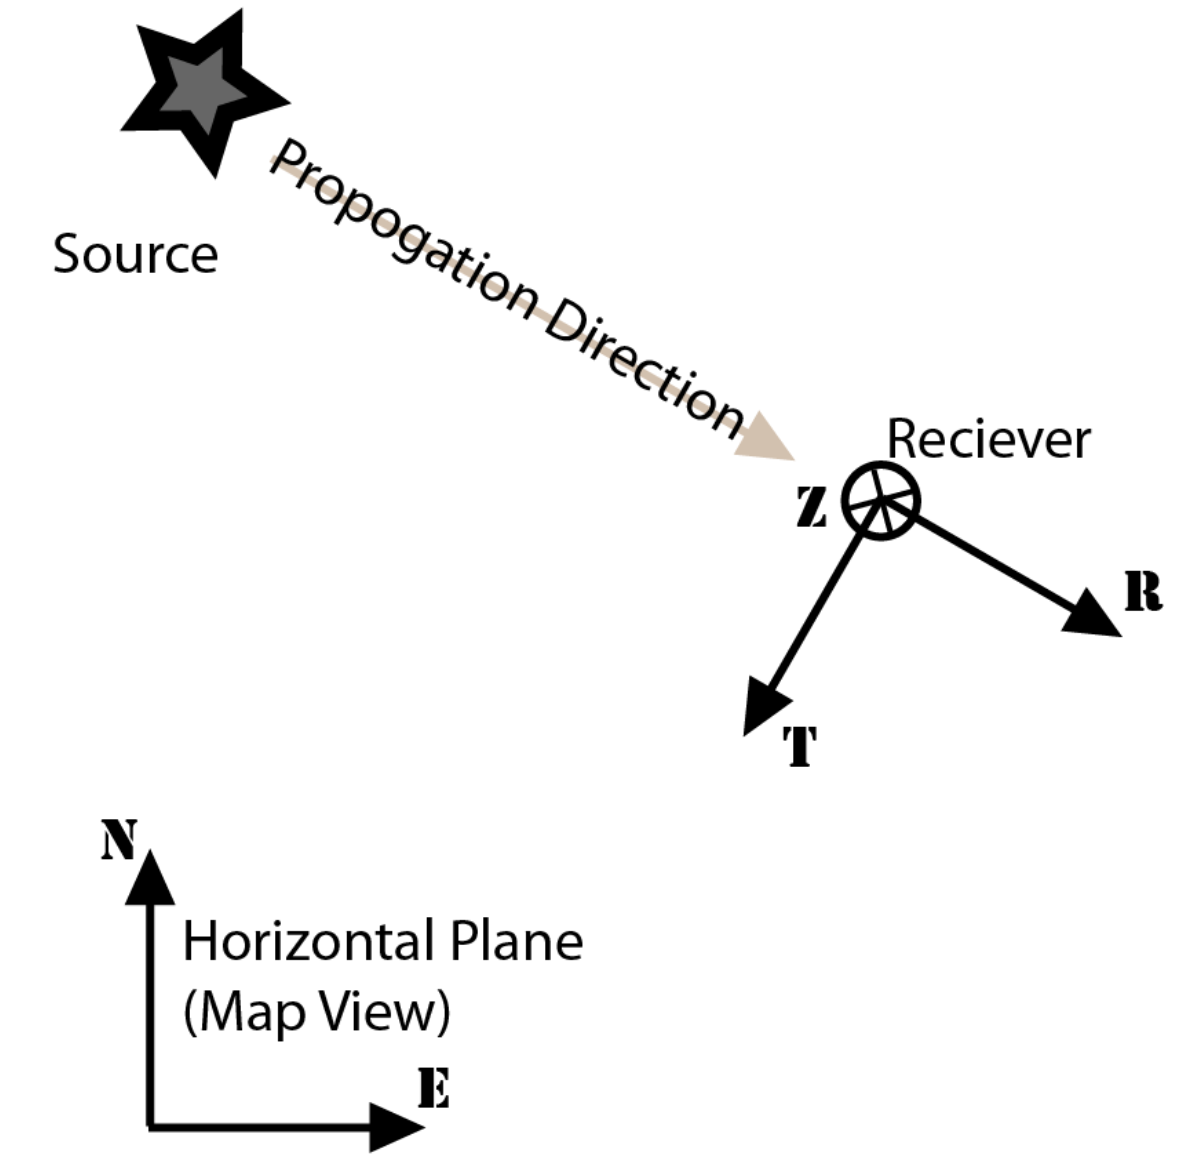 Propogation Direction
Source
Reciever
Z
R
T
N
Horizontal Plane
(Map View)
E